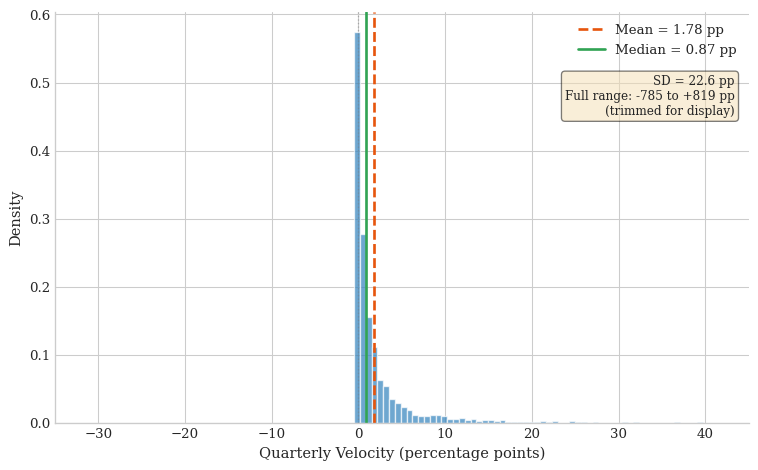 Mean = 1.78 pp
Median = 0.87 pp
SD = 22.6 pp
Full range: -785 to +819 pp
(trimmed for display)
0.6
0.5
0.4
0.3
0.2
0.1
0.0
Density
−30
−20
−10
0
10
20
30
40
Quarterly Velocity (percentage points)